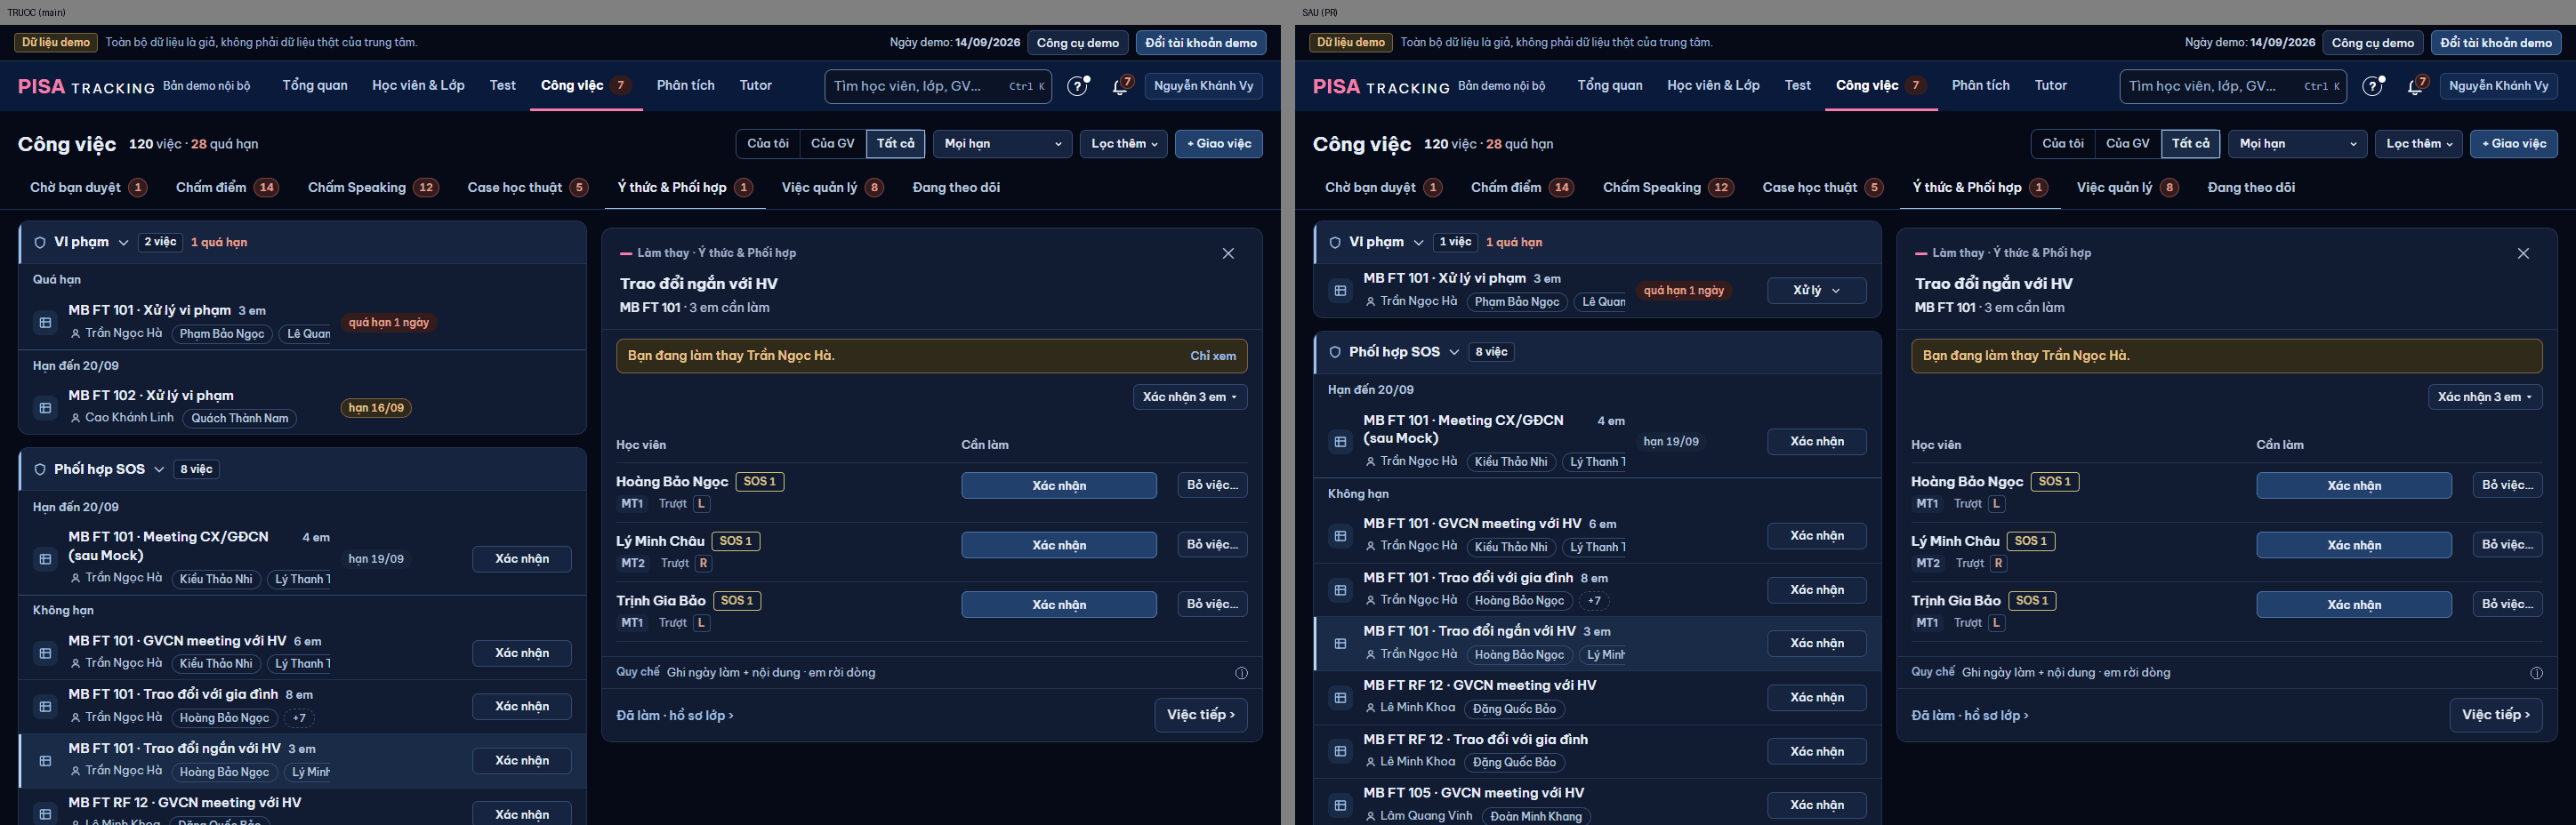 TRUOC (main)
Dữ liệu demo Toàn bộ dữ liệu là giả, không phải dữ liệu thật của trung tâm. Ngày demo: 14/09/2026 Công cụ demo Đổi tài khoản demo
PISA TRACKING Bản demo nội bộ Tổng quan Học viên & Lớp Test Công việc 7 Phân tích Tutor Tìm học viên, lớp, GV... Ctrl K ? 7 Nguyễn Khánh Vy
Công việc 120 việc · 28 quá hạn Của tôi Của GV Tất cả Mọi hạn Lọc thêm + Giao việc
Chờ bạn duyệt 1 Chấm điểm 14 Chấm Speaking 12 Case học thuật 5 Ý thức & Phối hợp 1 Việc quản lý 8 Đang theo dõi
Vi phạm 2 việc 1 quá hạn
Quá hạn
MB FT 101 · Xử lý vi phạm 3 em
Trần Ngọc Hà Phạm Bảo Ngọc Lê Quan quá hạn 1 ngày
Hạn đến 20/09
MB FT 102 · Xử lý vi phạm
Cao Khánh Linh Quách Thành Nam hạn 16/09
Phối hợp SOS 8 việc
Hạn đến 20/09
MB FT 101 · Meeting CX/GĐCN (sau Mock) 4 em
Trần Ngọc Hà Kiều Thảo Nhi Lý Thanh T hạn 19/09 Xác nhận
Không hạn
MB FT 101 · GVCN meeting với HV 6 em
Trần Ngọc Hà Kiều Thảo Nhi Lý Thanh T Xác nhận
MB FT 101 · Trao đổi với gia đình 8 em
Trần Ngọc Hà Hoàng Bảo Ngọc +7 Xác nhận
MB FT 101 · Trao đổi ngắn với HV 3 em
Trần Ngọc Hà Hoàng Bảo Ngọc Lý Minh Xác nhận
MB FT RF 12 · GVCN meeting với HV
Lê Minh Khoa Đặng Quốc Bảo Xác nhận
Làm thay · Ý thức & Phối hợp
Trao đổi ngắn với HV
MB FT 101 · 3 em cần làm
Bạn đang làm thay Trần Ngọc Hà. Chỉ xem
Xác nhận 3 em
Học viên Cần làm
Hoàng Bảo Ngọc SOS 1 Xác nhận Bỏ việc...
MT1 Trượt L
Lý Minh Châu SOS 1 Xác nhận Bỏ việc...
MT2 Trượt R
Trịnh Gia Bảo SOS 1 Xác nhận Bỏ việc...
MT1 Trượt L
Quy chế Ghi ngày làm + nội dung · em rời dòng
Đã làm · hồ sơ lớp › Việc tiếp ›
SAU (PR)
Dữ liệu demo Toàn bộ dữ liệu là giả, không phải dữ liệu thật của trung tâm. Ngày demo: 14/09/2026 Công cụ demo Đổi tài khoản demo
PISA TRACKING Bản demo nội bộ Tổng quan Học viên & Lớp Test Công việc 7 Phân tích Tutor Tìm học viên, lớp, GV... Ctrl K ? 7 Nguyễn Khánh Vy
Công việc 120 việc · 28 quá hạn Của tôi Của GV Tất cả Mọi hạn Lọc thêm + Giao việc
Chờ bạn duyệt 1 Chấm điểm 14 Chấm Speaking 12 Case học thuật 5 Ý thức & Phối hợp 1 Việc quản lý 8 Đang theo dõi
Vi phạm 1 việc 1 quá hạn
MB FT 101 · Xử lý vi phạm 3 em
Trần Ngọc Hà Phạm Bảo Ngọc Lê Quan quá hạn 1 ngày Xử lý
Phối hợp SOS 8 việc
Hạn đến 20/09
MB FT 101 · Meeting CX/GĐCN (sau Mock) 4 em
Trần Ngọc Hà Kiều Thảo Nhi Lý Thanh T hạn 19/09 Xác nhận
Không hạn
MB FT 101 · GVCN meeting với HV 6 em
Trần Ngọc Hà Kiều Thảo Nhi Lý Thanh T Xác nhận
MB FT 101 · Trao đổi với gia đình 8 em
Trần Ngọc Hà Hoàng Bảo Ngọc +7 Xác nhận
MB FT 101 · Trao đổi ngắn với HV 3 em
Trần Ngọc Hà Hoàng Bảo Ngọc Lý Minh Xác nhận
MB FT RF 12 · GVCN meeting với HV
Lê Minh Khoa Đặng Quốc Bảo Xác nhận
MB FT RF 12 · Trao đổi với gia đình
Lê Minh Khoa Đặng Quốc Bảo Xác nhận
MB FT 105 · GVCN meeting với HV
Lâm Quang Vinh Đoàn Minh Khang Xác nhận
Làm thay · Ý thức & Phối hợp
Trao đổi ngắn với HV
MB FT 101 · 3 em cần làm
Bạn đang làm thay Trần Ngọc Hà.
Xác nhận 3 em
Học viên Cần làm
Hoàng Bảo Ngọc SOS 1 Xác nhận Bỏ việc...
MT1 Trượt L
Lý Minh Châu SOS 1 Xác nhận Bỏ việc...
MT2 Trượt R
Trịnh Gia Bảo SOS 1 Xác nhận Bỏ việc...
MT1 Trượt L
Quy chế Ghi ngày làm + nội dung · em rời dòng
Đã làm · hồ sơ lớp › Việc tiếp ›